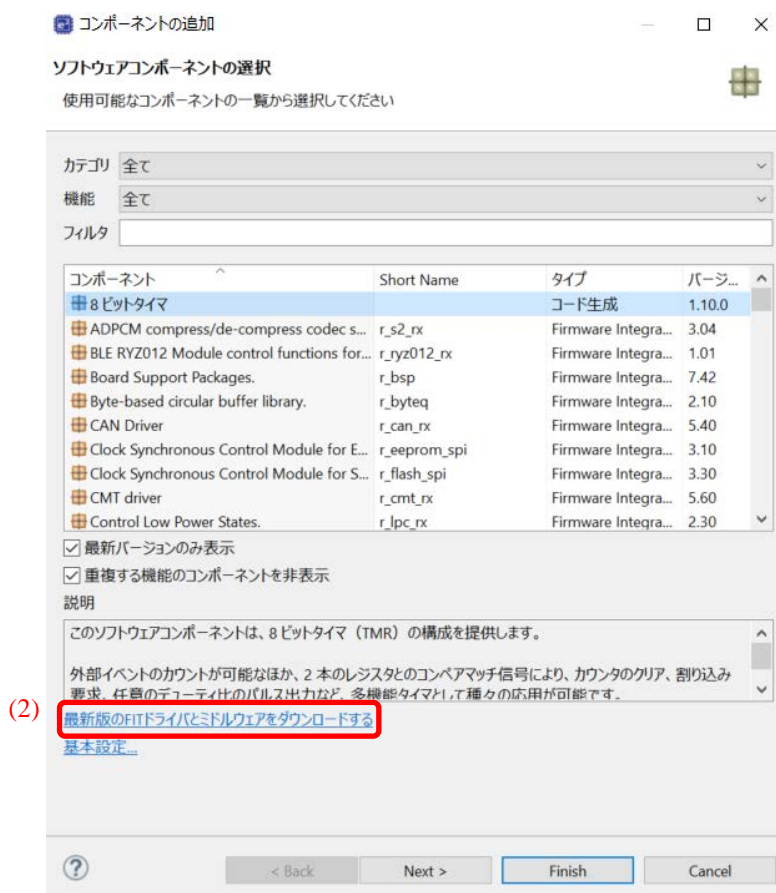 コンポーネントの追加
ソフトウェアコンポーネントの選択
使用可能なコンポーネントの一覧から選択してください
カテゴリ 全て
機能 全て
フィルタ
コンポーネント Short Name タイプ バージ...
8 ビットタイマ コード生成 1.10.0
ADPCM compress/de-compress codec s... r_s2_rx Firmware Integra... 3.04
BLE RYZ012 Module control functions for... r_ryz012_rx Firmware Integra... 1.01
Board Support Packages. r_bsp Firmware Integra... 7.42
Byte-based circular buffer library. r_byteq Firmware Integra... 2.10
CAN Driver r_can_rx Firmware Integra... 5.40
Clock Synchronous Control Module for E... r_eeprom_spi Firmware Integra... 3.10
Clock Synchronous Control Module for S... r_flash_spi Firmware Integra... 3.30
CMT driver r_cmt_rx Firmware Integra... 5.60
Control Low Power States. r_lpc_rx Firmware Integra... 2.30
最新バージョンのみ表示
重複する機能のコンポーネントを非表示
説明
このソフトウェアコンポーネントは、8 ビットタイマ（TMR）の構成を提供します。
外部イベントのカウントが可能なほか、2 本のレジスタとのコンペアマッチ信号により、カウンタのクリア、割り込み
要求、任意のデューティ比のパルス出力など、多機能タイマとして種々の応用が可能です。
(2) 最新版のFITドライバとミドルウェアをダウンロードする
基本設定...
? < Back Next > Finish Cancel